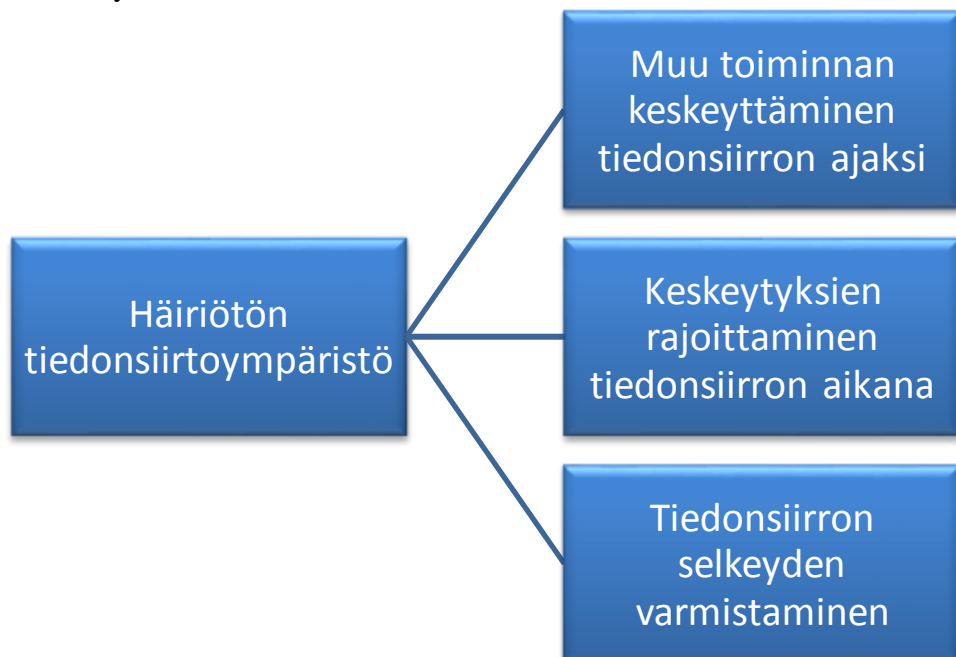 Häiriötön
tiedonsiirtoympäristö
Muu toiminnan
keskeyttäminen
tiedonsiirron ajaksi
Keskeytyksien
rajoittaminen
tiedonsiirron aikana
Tiedonsiirron
selkeyden
varmistaminen